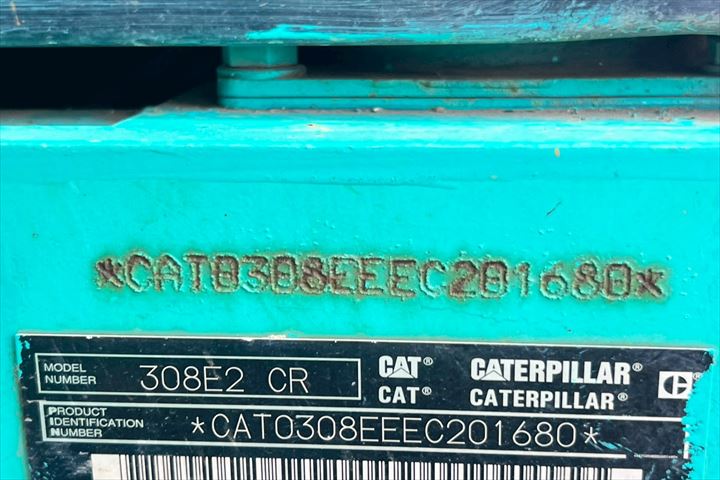 *CAT0308EEEC201680*
MODEL NUMBER 308E2 CR
CAT® CATERPILLAR®
CAT® CATERPILLAR®
PRODUCT IDENTIFICATION NUMBER *CAT0308EEEC201680*